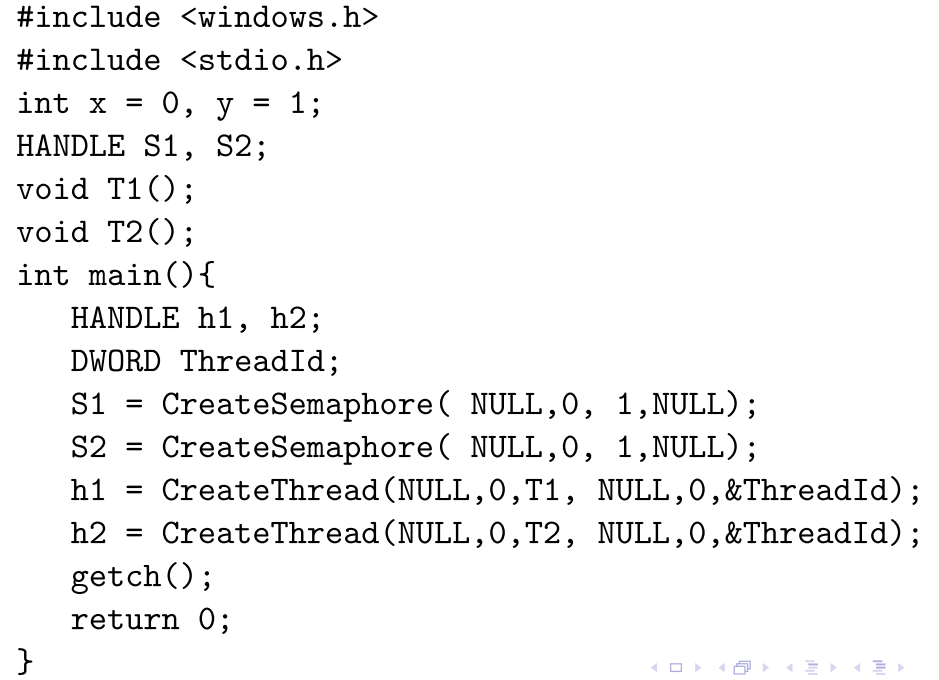 #include <windows.h>
#include <stdio.h>
int x = 0, y = 1;
HANDLE S1, S2;
void T1();
void T2();
int main(){
   HANDLE h1, h2;
   DWORD ThreadId;
   S1 = CreateSemaphore( NULL,0, 1,NULL);
   S2 = CreateSemaphore( NULL,0, 1,NULL);
   h1 = CreateThread(NULL,0,T1, NULL,0,&ThreadId);
   h2 = CreateThread(NULL,0,T2, NULL,0,&ThreadId);
   getch();
   return 0;
}